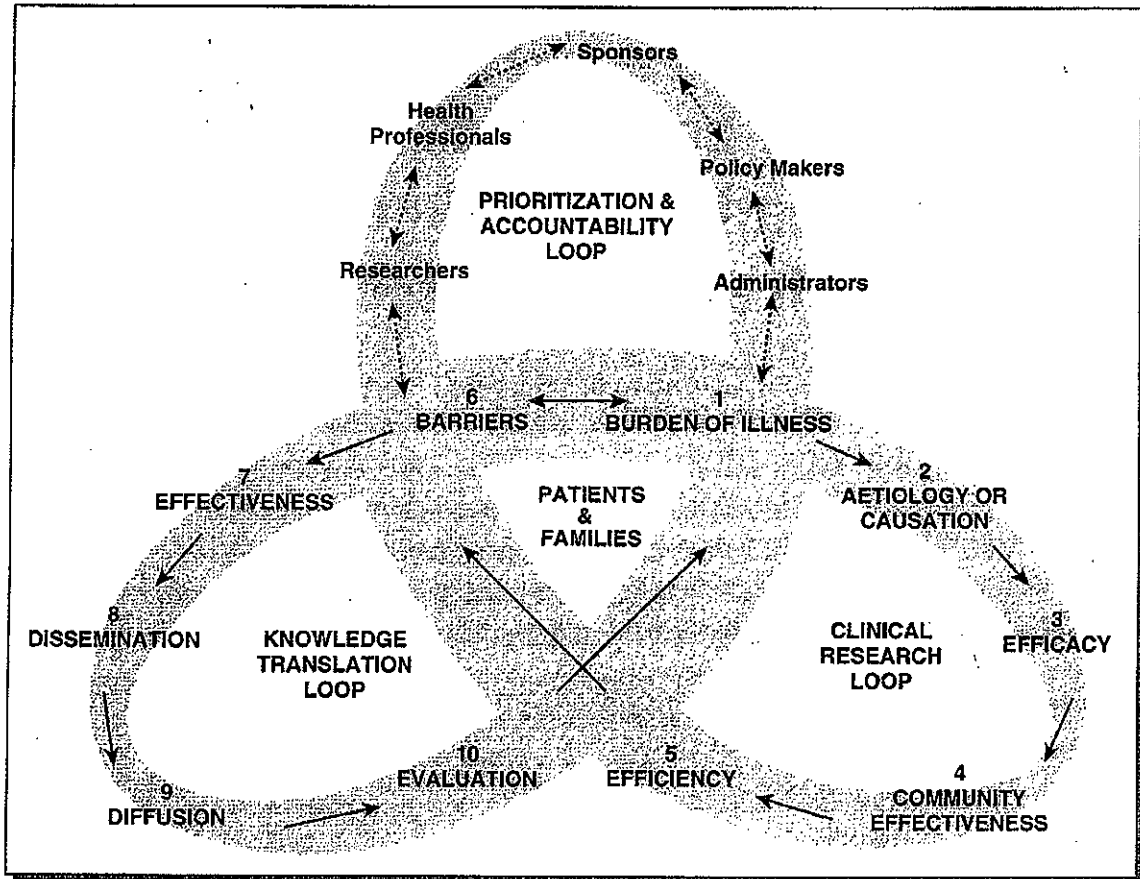 Sponsors
Health
Professionals
Policy Makers
PRIORITIZATION &
ACCOUNTABILITY
LOOP
Researchers
Administrators
6
BARRIERS
1
BURDEN OF ILLNESS
7
EFFECTIVENESS
2
AETIOLOGY OR
CAUSATION
PATIENTS
&
FAMILIES
8
DISSEMINATION
KNOWLEDGE
TRANSLATION
LOOP
CLINICAL
RESEARCH
LOOP
3
EFFICACY
10
EVALUATION
5
EFFICIENCY
9
DIFFUSION
4
COMMUNITY
EFFECTIVENESS